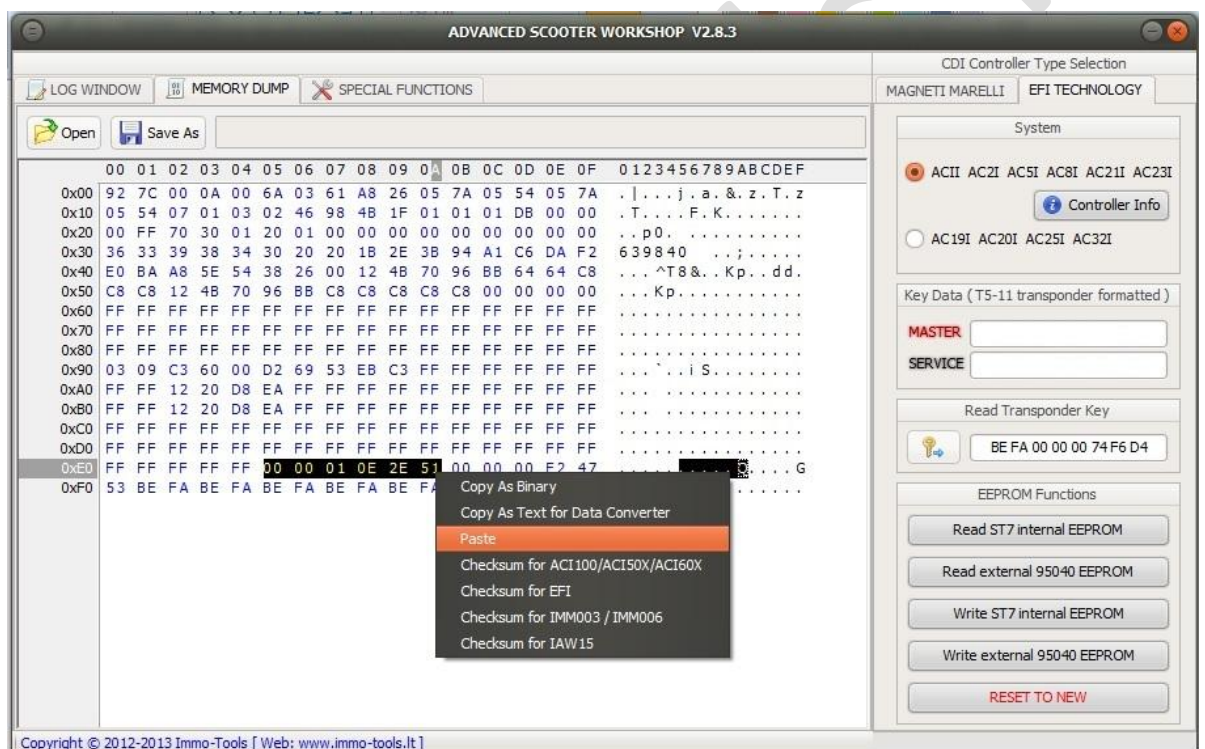 ADVANCED SCOOTER WORKSHOP V2.8.3
CDI Controller Type Selection
LOG WINDOW MEMORY DUMP SPECIAL FUNCTIONS
MAGNETI MARELLI EFI TECHNOLOGY
Open Save As
System
ACII AC2I AC5I AC8I AC21I AC23I
Controller Info
AC19I AC20I AC25I AC32I
00 01 02 03 04 05 06 07 08 09 0A 0B 0C 0D 0E 0F 0123456789ABCDEF
0x00 92 7C 00 0A 00 6A 03 61 A8 26 05 7A 05 54 05 7A .|...j.a.&.z.T.z
0x10 05 54 07 01 03 02 46 98 4B 1F 01 01 01 DB 00 00 .T....F.K.......
0x20 00 FF 70 30 01 20 01 00 00 00 00 00 00 00 00 00 ..p0. ..........
0x30 36 33 39 38 34 30 20 20 1B 2E 3B 94 A1 C6 DA F2 639840 ..;.....
0x40 E0 BA A8 5E 54 38 26 00 12 4B 70 96 BB 64 64 C8 ...^T8&..Kp..dd.
0x50 C8 C8 12 4B 70 96 BB C8 C8 C8 C8 C8 00 00 00 00 ...Kp...........
0x60 FF FF FF FF FF FF FF FF FF FF FF FF FF FF FF FF ................
0x70 FF FF FF FF FF FF FF FF FF FF FF FF FF FF FF FF ................
0x80 FF FF FF FF FF FF FF FF FF FF FF FF FF FF FF FF ................
0x90 03 09 C3 60 00 D2 69 53 EB C3 FF FF FF FF FF FF ...`..iS........
0xA0 FF FF 12 20 D8 EA FF FF FF FF FF FF FF FF FF FF ... ............
0xB0 FF FF 12 20 D8 EA FF FF FF FF FF FF FF FF FF FF ... ............
0xC0 FF FF FF FF FF FF FF FF FF FF FF FF FF FF FF FF ................
0xD0 FF FF FF FF FF FF FF FF FF FF FF FF FF FF FF FF ................
0xE0 FF FF FF FF FF 00 00 01 0E 2E 51 00 00 00 F2 47 ..........Q....G
0xF0 53 BE FA BE FA BE FA BE FA BE ......
Copy As Binary
Copy As Text for Data Converter
Paste
Checksum for ACI100/ACI50X/ACI60X
Checksum for EFI
Checksum for IMM003 / IMM006
Checksum for IAW15
Key Data ( T5-11 transponder formatted )
MASTER
SERVICE
Read Transponder Key
BE FA 00 00 00 74 F6 D4
EEPROM Functions
Read ST7 internal EEPROM
Read external 95040 EEPROM
Write ST7 internal EEPROM
Write external 95040 EEPROM
RESET TO NEW
Copyright © 2012-2013 Immo-Tools [ Web: www.immo-tools.lt ]